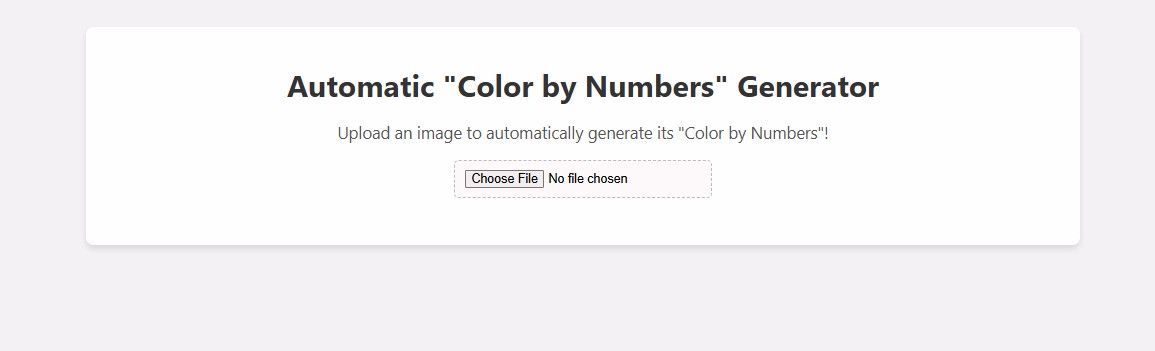 Automatic "Color by Numbers" Generator
Upload an image to automatically generate its "Color by Numbers"!
Choose File No file chosen